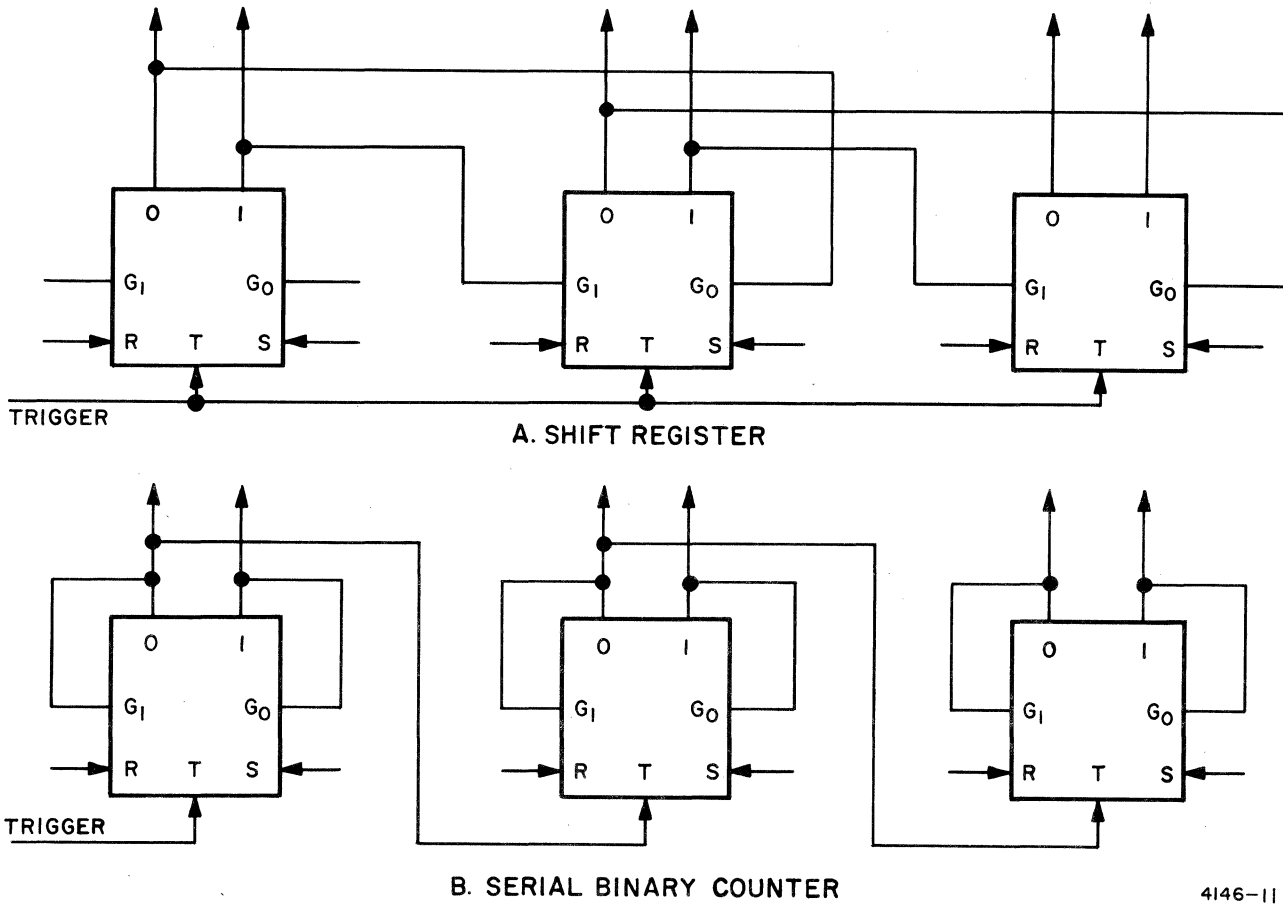 O I O I O I
G1 G0 G1 G0 G1 G0
R T S R T S R T S
TRIGGER
A. SHIFT REGISTER
O I O I O I
G1 G0 G1 G0 G1 G0
R T S R T S R T S
TRIGGER
B. SERIAL BINARY COUNTER
4146-11